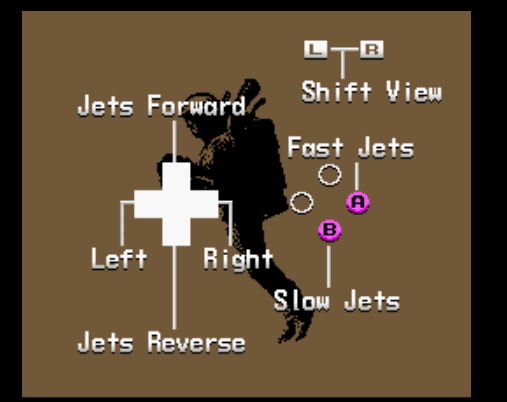 L R
Shift View
Jets Forward
Fast Jets
A
B
Left
Right
Slow Jets
Jets Reverse